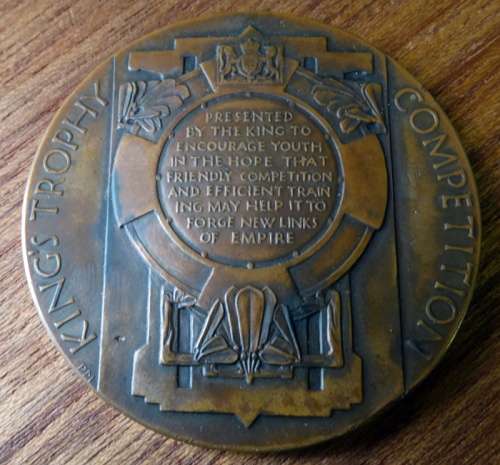 KINGS TROPHY
COMPETITION
PRESENTED
BY THE KING TO
ENCOURAGE YOUTH
IN THE HOPE THAT
FRIENDLY COMPETITION
AND EFFICIENT TRAIN
ING MAY HELP IT TO
FORGE NEW LINKS
OF EMPIRE